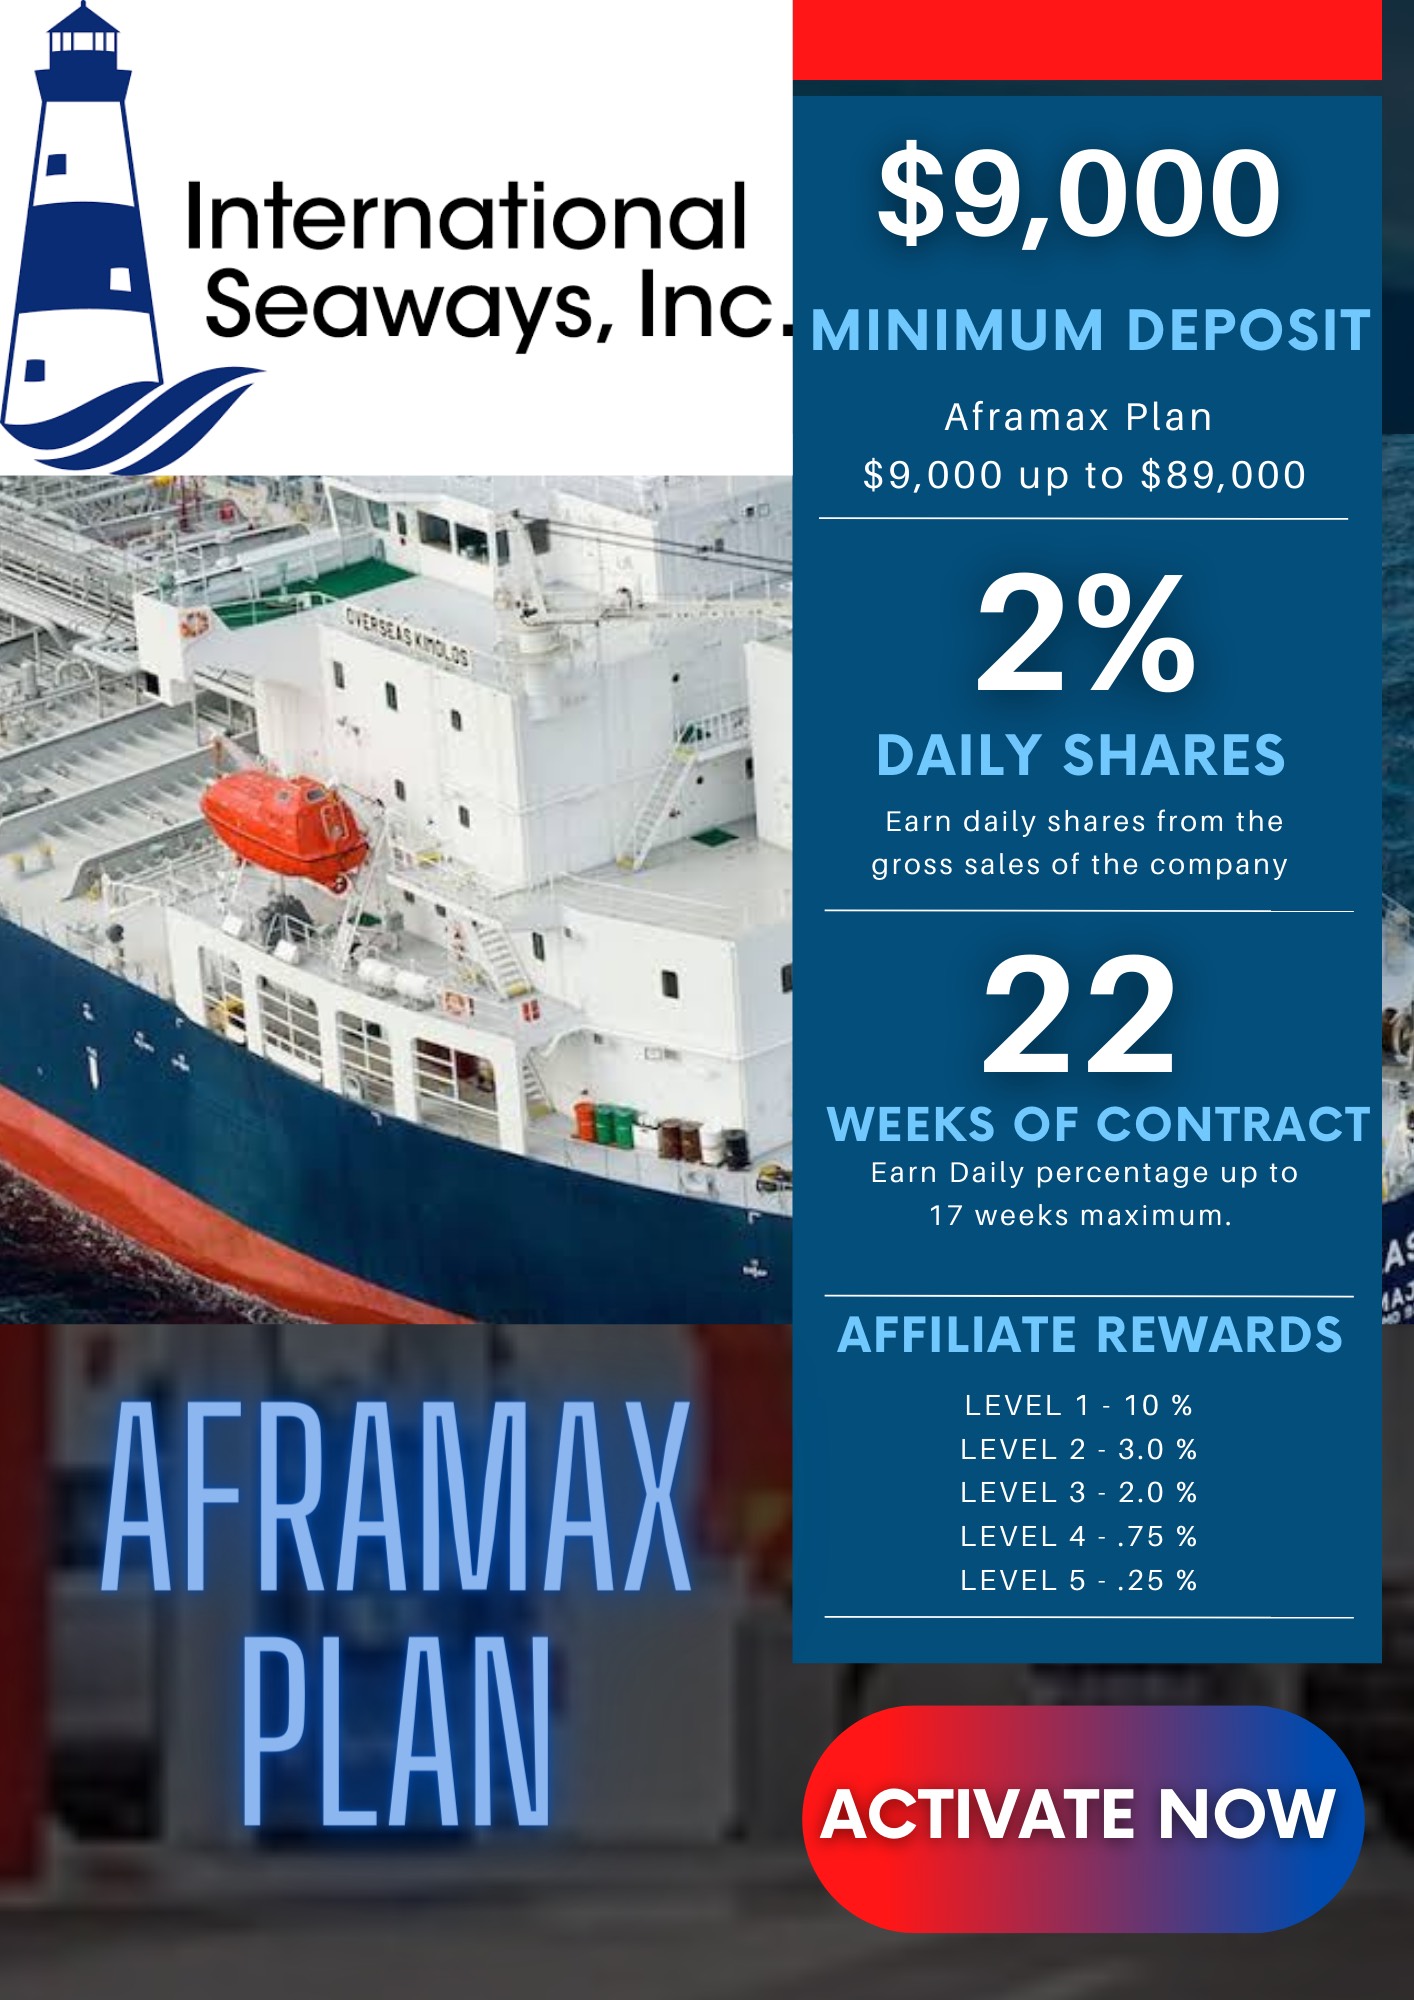 International
Seaways, Inc.
OVERSEAS KIMOLOS
AFRAMAX
PLAN
$9,000
MINIMUM DEPOSIT
Aframax Plan
$9,000 up to $89,000
2%
DAILY SHARES
Earn daily shares from the
gross sales of the company
22
WEEKS OF CONTRACT
Earn Daily percentage up to
17 weeks maximum.
AFFILIATE REWARDS
LEVEL 1 - 10 %
LEVEL 2 - 3.0 %
LEVEL 3 - 2.0 %
LEVEL 4 - .75 %
LEVEL 5 - .25 %
ACTIVATE NOW